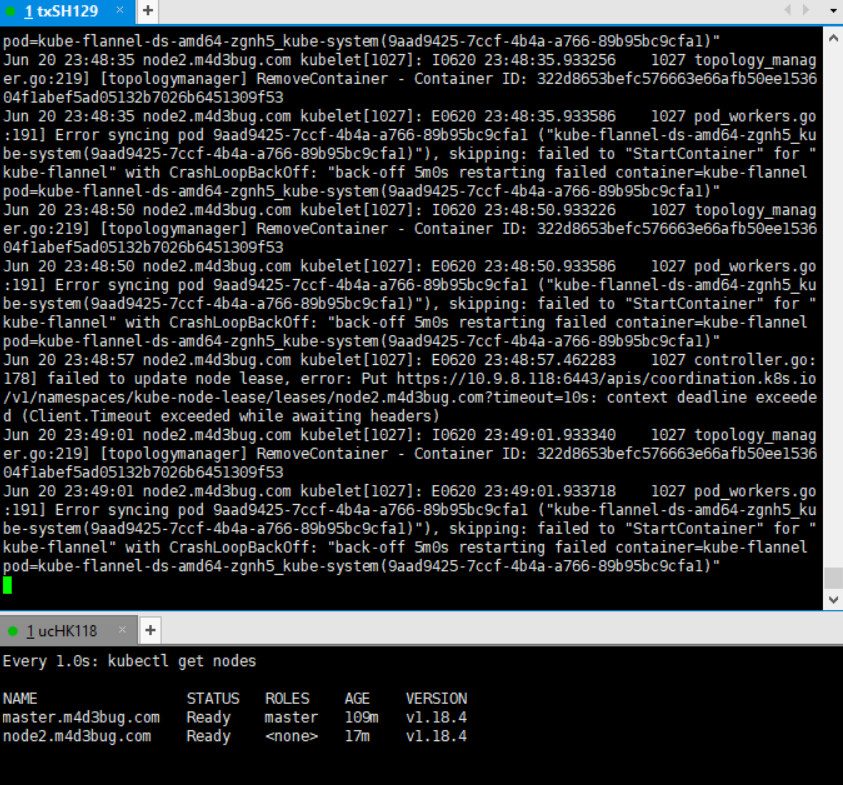 1 txSH129 × +
pod=kube-flannel-ds-amd64-zgnh5_kube-system(9aad9425-7ccf-4b4a-a766-89b95bc9cfa1)"
Jun 20 23:48:35 node2.m4d3bug.com kubelet[1027]: I0620 23:48:35.933256    1027 topology_manag
er.go:219] [topologymanager] RemoveContainer - Container ID: 322d8653befc576663e66afb50ee1536
04f1abef5ad05132b7026b6451309f53
Jun 20 23:48:35 node2.m4d3bug.com kubelet[1027]: E0620 23:48:35.933586    1027 pod_workers.go
:191] Error syncing pod 9aad9425-7ccf-4b4a-a766-89b95bc9cfa1 ("kube-flannel-ds-amd64-zgnh5_ku
be-system(9aad9425-7ccf-4b4a-a766-89b95bc9cfa1)"), skipping: failed to "StartContainer" for "
kube-flannel" with CrashLoopBackOff: "back-off 5m0s restarting failed container=kube-flannel
pod=kube-flannel-ds-amd64-zgnh5_kube-system(9aad9425-7ccf-4b4a-a766-89b95bc9cfa1)"
Jun 20 23:48:50 node2.m4d3bug.com kubelet[1027]: I0620 23:48:50.933226    1027 topology_manag
er.go:219] [topologymanager] RemoveContainer - Container ID: 322d8653befc576663e66afb50ee1536
04f1abef5ad05132b7026b6451309f53
Jun 20 23:48:50 node2.m4d3bug.com kubelet[1027]: E0620 23:48:50.933586    1027 pod_workers.go
:191] Error syncing pod 9aad9425-7ccf-4b4a-a766-89b95bc9cfa1 ("kube-flannel-ds-amd64-zgnh5_ku
be-system(9aad9425-7ccf-4b4a-a766-89b95bc9cfa1)"), skipping: failed to "StartContainer" for "
kube-flannel" with CrashLoopBackOff: "back-off 5m0s restarting failed container=kube-flannel
pod=kube-flannel-ds-amd64-zgnh5_kube-system(9aad9425-7ccf-4b4a-a766-89b95bc9cfa1)"
Jun 20 23:48:57 node2.m4d3bug.com kubelet[1027]: E0620 23:48:57.462283    1027 controller.go:
178] failed to update node lease, error: Put https://10.9.8.118:6443/apis/coordination.k8s.io
/v1/namespaces/kube-node-lease/leases/node2.m4d3bug.com?timeout=10s: context deadline exceede
d (Client.Timeout exceeded while awaiting headers)
Jun 20 23:49:01 node2.m4d3bug.com kubelet[1027]: I0620 23:49:01.933340    1027 topology_manag
er.go:219] [topologymanager] RemoveContainer - Container ID: 322d8653befc576663e66afb50ee1536
04f1abef5ad05132b7026b6451309f53
Jun 20 23:49:01 node2.m4d3bug.com kubelet[1027]: E0620 23:49:01.933718    1027 pod_workers.go
:191] Error syncing pod 9aad9425-7ccf-4b4a-a766-89b95bc9cfa1 ("kube-flannel-ds-amd64-zgnh5_ku
be-system(9aad9425-7ccf-4b4a-a766-89b95bc9cfa1)"), skipping: failed to "StartContainer" for "
kube-flannel" with CrashLoopBackOff: "back-off 5m0s restarting failed container=kube-flannel
pod=kube-flannel-ds-amd64-zgnh5_kube-system(9aad9425-7ccf-4b4a-a766-89b95bc9cfa1)"
1 ucHK118 × +
Every 1.0s: kubectl get nodes
NAME                STATUS   ROLES    AGE    VERSION
master.m4d3bug.com   Ready    master   109m   v1.18.4
node2.m4d3bug.com    Ready    <none>   17m    v1.18.4